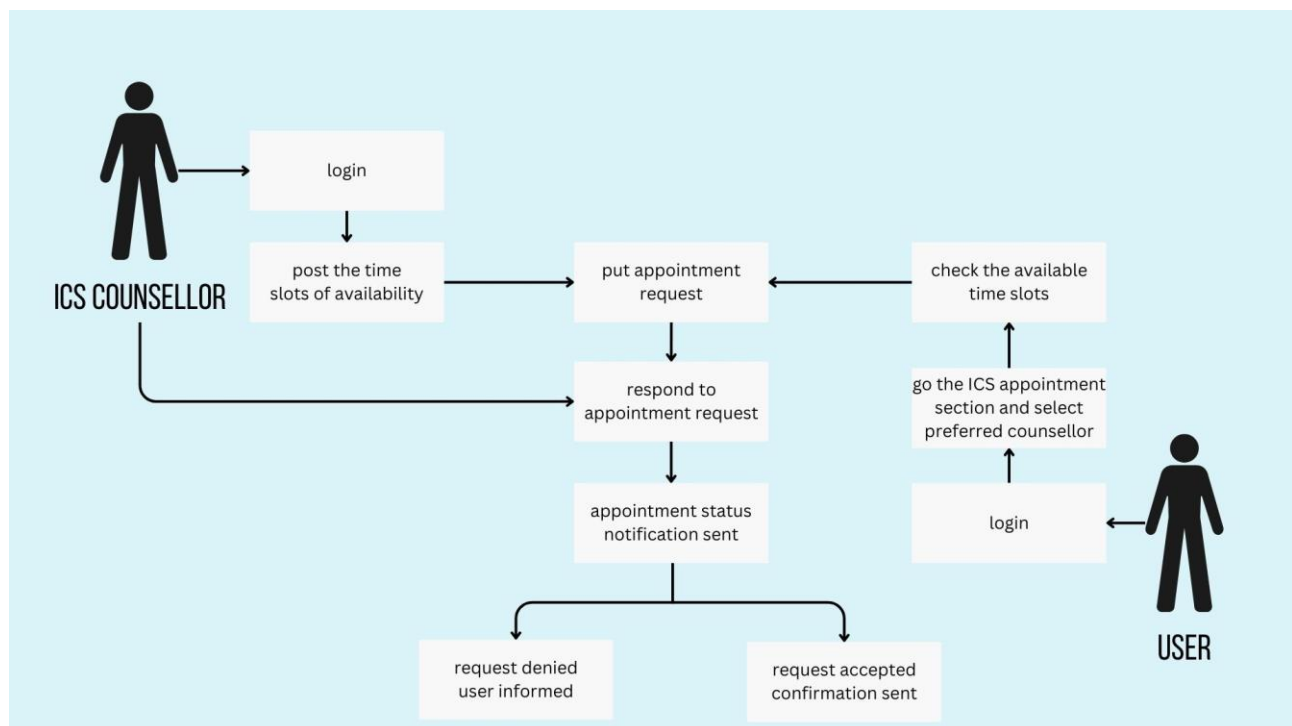 login
post the time
slots of availability
put appointment
request
check the available
time slots
ICS COUNSELLOR
respond to
appointment request
go the ICS appointment
section and select
preferred counsellor
appointment status
notification sent
login
USER
request denied
user informed
request accepted
confirmation sent